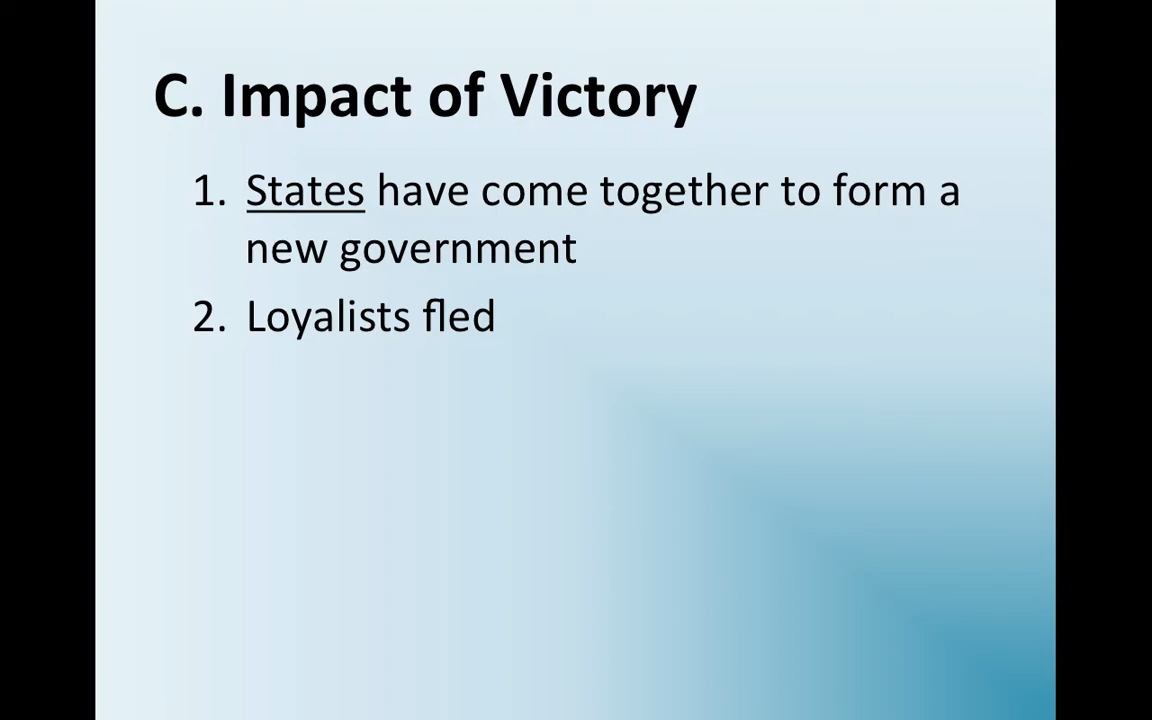 C. Impact of Victory
1. States have come together to form a
new government
2. Loyalists fled